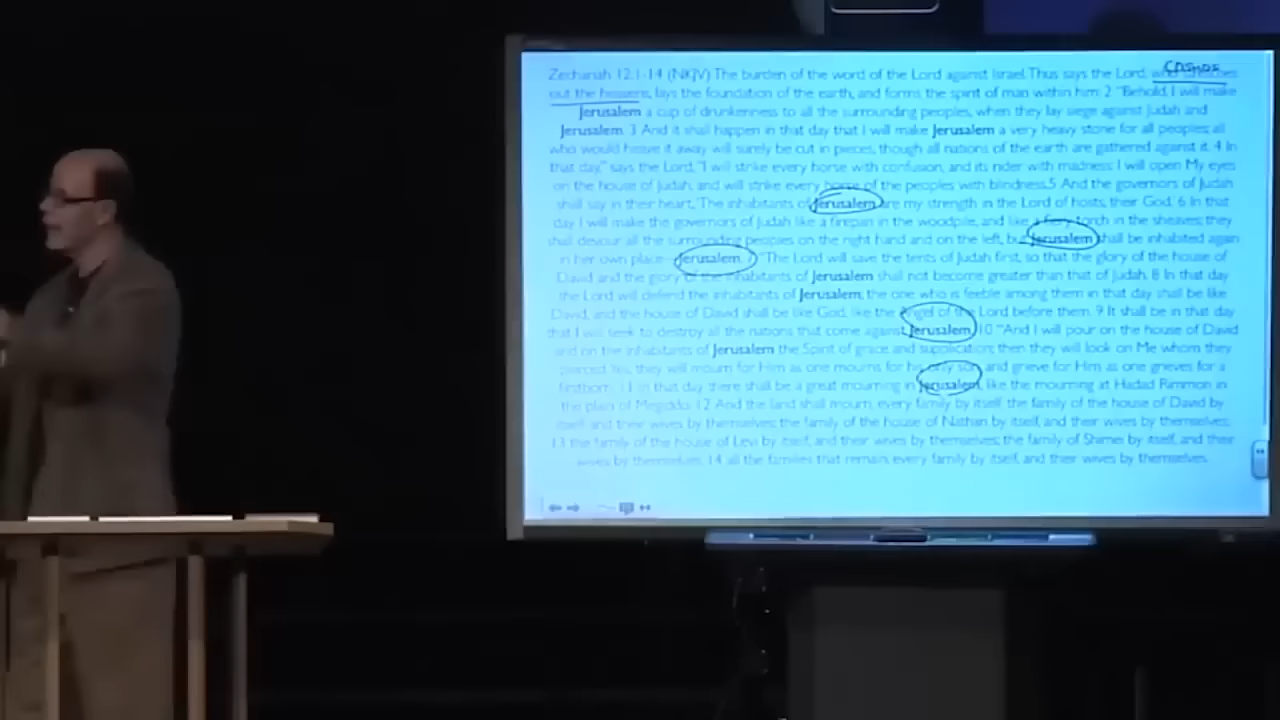 cosmos
Zechariah 12:1-14 (NKJV) The burden of the word of the Lord against Israel. Thus says the Lord, who stretches
out the heavens, lays the foundation of the earth, and forms the spirit of man within him: 2 "Behold, I will make
Jerusalem a cup of drunkenness to all the surrounding peoples, when they lay siege against Judah and
Jerusalem. 3 And it shall happen in that day that I will make Jerusalem a very heavy stone for all peoples; all
who would heave it away will surely be cut in pieces, though all nations of the earth are gathered against it. 4 In
that day," says the Lord, "I will strike every horse with confusion, and its rider with madness; I will open My eyes
on the house of Judah, and will strike every horse of the peoples with blindness. 5 And the governors of Judah
shall say in their heart, 'The inhabitants of Jerusalem are my strength in the Lord of hosts, their God.' 6 In that
day I will make the governors of Judah like a firepan in the woodpile, and like a fiery torch in the sheaves; they
shall devour all the surrounding peoples on the right hand and on the left, but Jerusalem shall be inhabited again
in her own place— Jerusalem. 7 "The Lord will save the tents of Judah first, so that the glory of the house of
David and the glory of the inhabitants of Jerusalem shall not become greater than that of Judah. 8 In that day
the Lord will defend the inhabitants of Jerusalem; the one who is feeble among them in that day shall be like
David, and the house of David shall be like God, like the Angel of the Lord before them. 9 It shall be in that day
that I will seek to destroy all the nations that come against Jerusalem. 10 "And I will pour on the house of David
and on the inhabitants of Jerusalem the Spirit of grace and supplication; then they will look on Me whom they
pierced. Yes, they will mourn for Him as one mourns for his only son, and grieve for Him as one grieves for a
firstborn. 11 In that day there shall be a great mourning in Jerusalem, like the mourning at Hadad Rimmon in
the plain of Megiddo. 12 And the land shall mourn, every family by itself: the family of the house of David by
itself, and their wives by themselves; the family of the house of Nathan by itself, and their wives by themselves;
13 the family of the house of Levi by itself, and their wives by themselves; the family of Shimei by itself, and their
wives by themselves; 14 all the families that remain, every family by itself, and their wives by themselves.